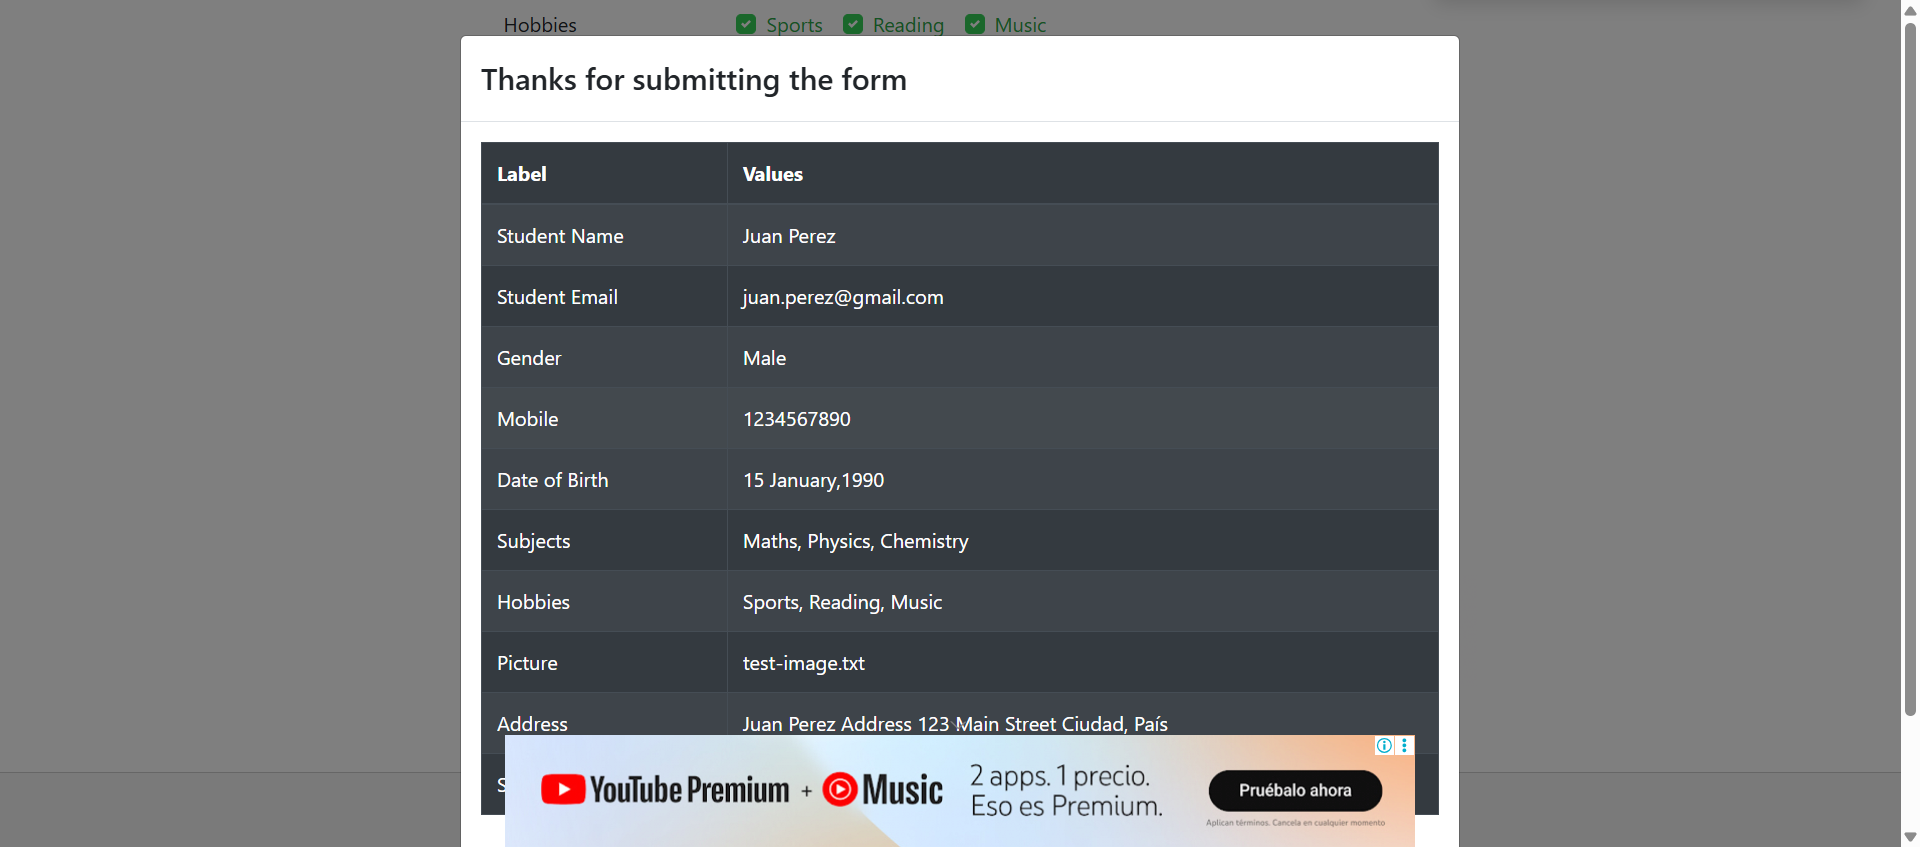 Hobbies Sports Reading Music
Thanks for submitting the form
Label Values
Student Name Juan Perez
Student Email juan.perez@gmail.com
Gender Male
Mobile 1234567890
Date of Birth 15 January,1990
Subjects Maths, Physics, Chemistry
Hobbies Sports, Reading, Music
Picture test-image.txt
Address Juan Perez Address 123 Main Street Ciudad, País
YouTube Premium + Music
2 apps. 1 precio.
Eso es Premium.
Pruébalo ahora
Aplican términos. Cancela en cualquier momento